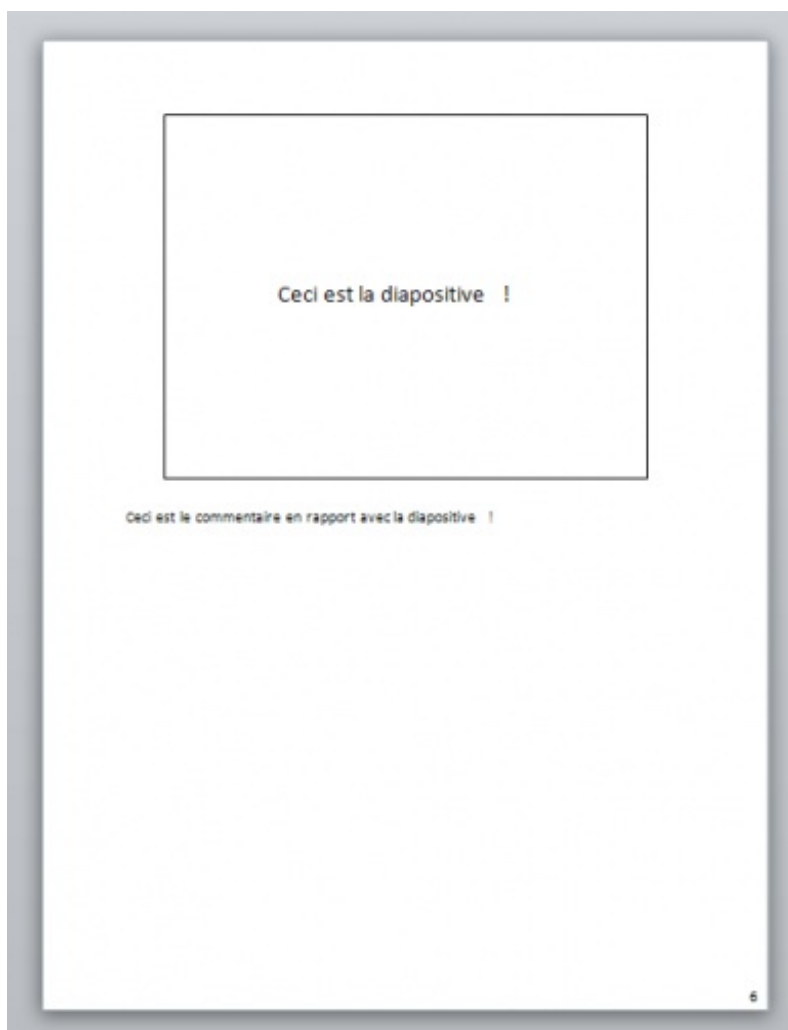 Ceci est la diapositive !
Ceci est le commentaire en rapport avec la diapositive !
6